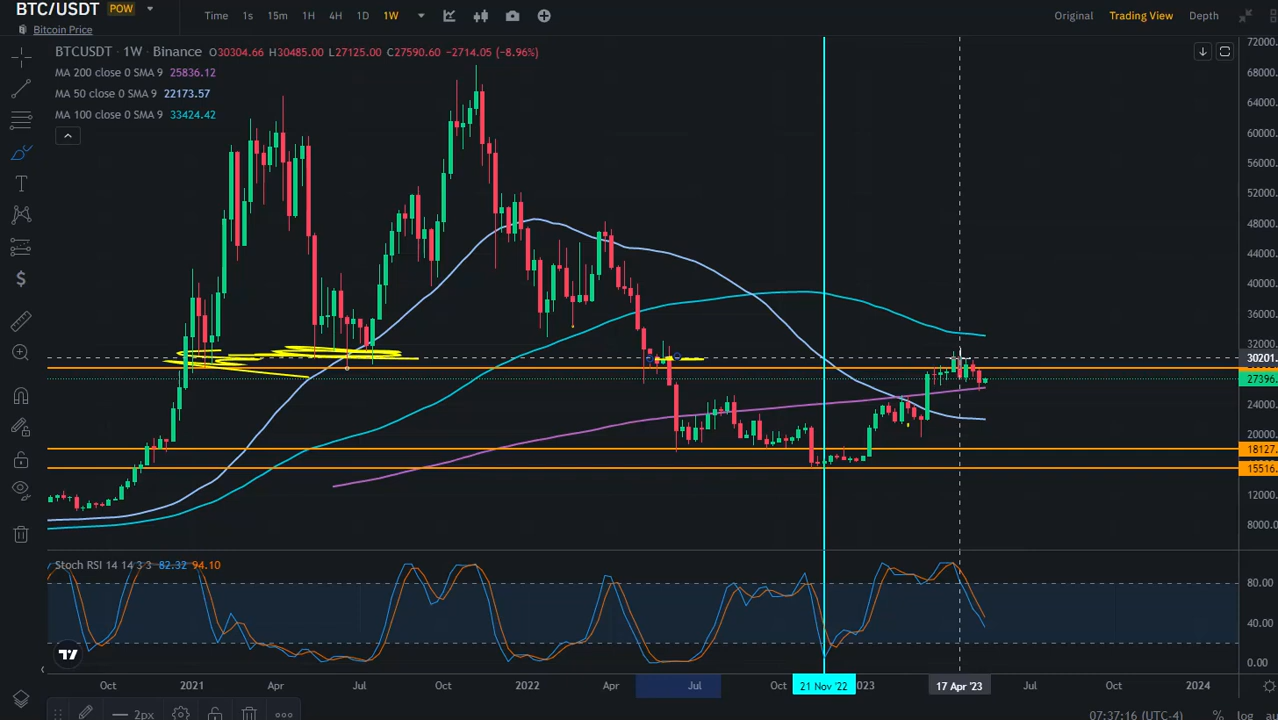 BTC/USDT POW
Bitcoin Price
Time 1s 15m 1H 4H 1D 1W
Original Trading View Depth
BTCUSDT · 1W · Binance O30304.66 H30485.00 L27125.00 C27590.60 −2714.05 (−8.96%)
MA 200 close 0 SMA 9 25836.12
MA 50 close 0 SMA 9 22173.57
MA 100 close 0 SMA 9 33424.42
72000.
68000.
64000.
60000.
56000.
52000.
48000.
44000.
40000.
36000.
32000.
30201.
27396.
24000.
20000.
18127.
15516.
12000.
8000.0
Stoch RSI 14 14 3 3 82.32 94.10
80.00
40.00
0.00
Oct 2021 Apr Jul Oct 2022 Apr Jul Oct 21 Nov '22 2023 17 Apr '23 Jul Oct 2024
2px
07:37:16 (UTC-4) % log